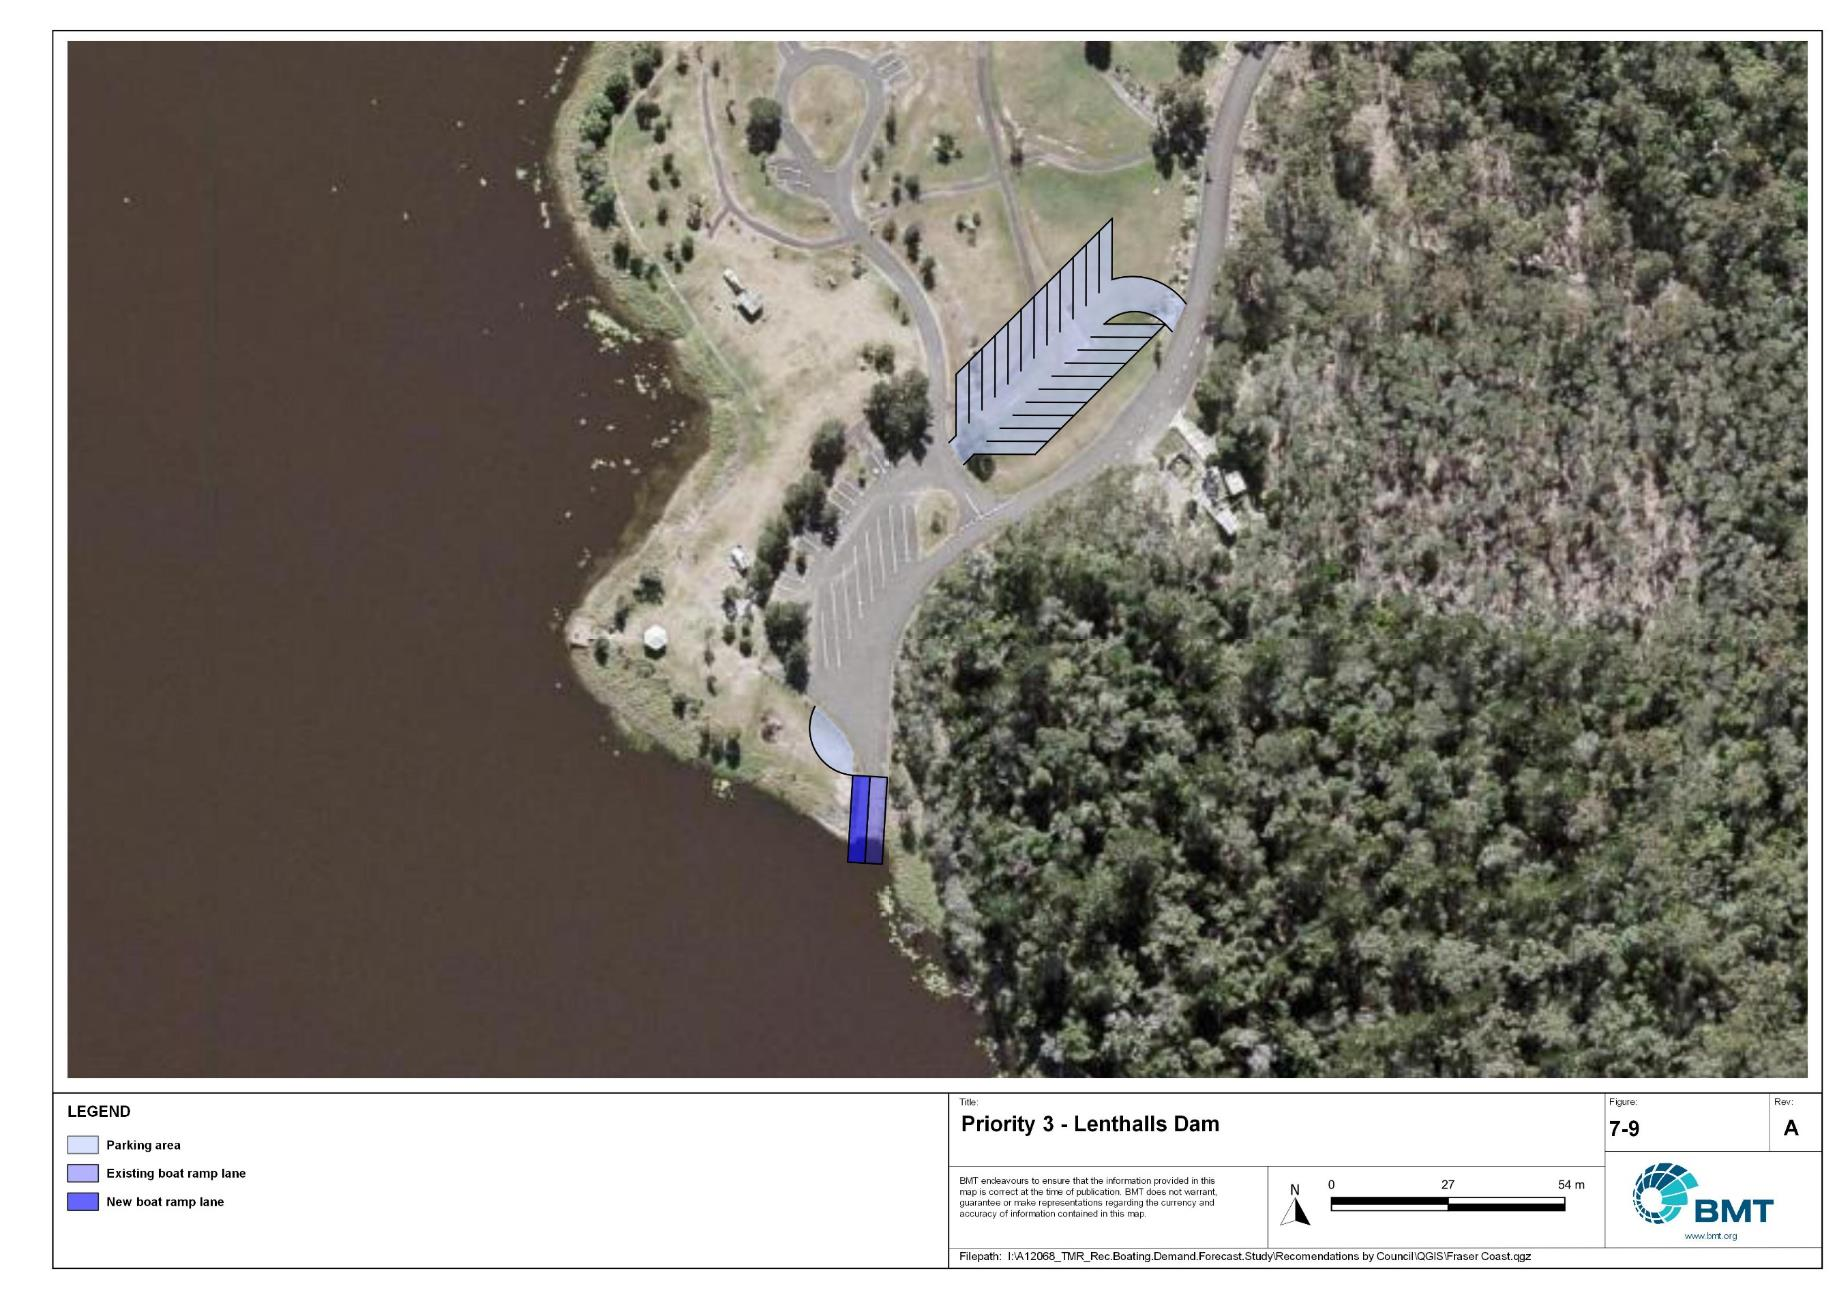 LEGEND
Parking area
Existing boat ramp lane
New boat ramp lane
Title:
Priority 3 - Lenthalls Dam
Figure:
7-9
Rev:
A
BMT endeavours to ensure that the information provided in this
map is correct at the time of publication. BMT does not warrant,
guarantee or make representations regarding the currency and
accuracy of information contained in this map.
N
0 27 54 m
BMT
www.bmt.org
Filepath: I:\A12068_TMR_Rec.Boating.Demand.Forecast.Study\Recomendations by Council\QGIS\Fraser Coast.qgz